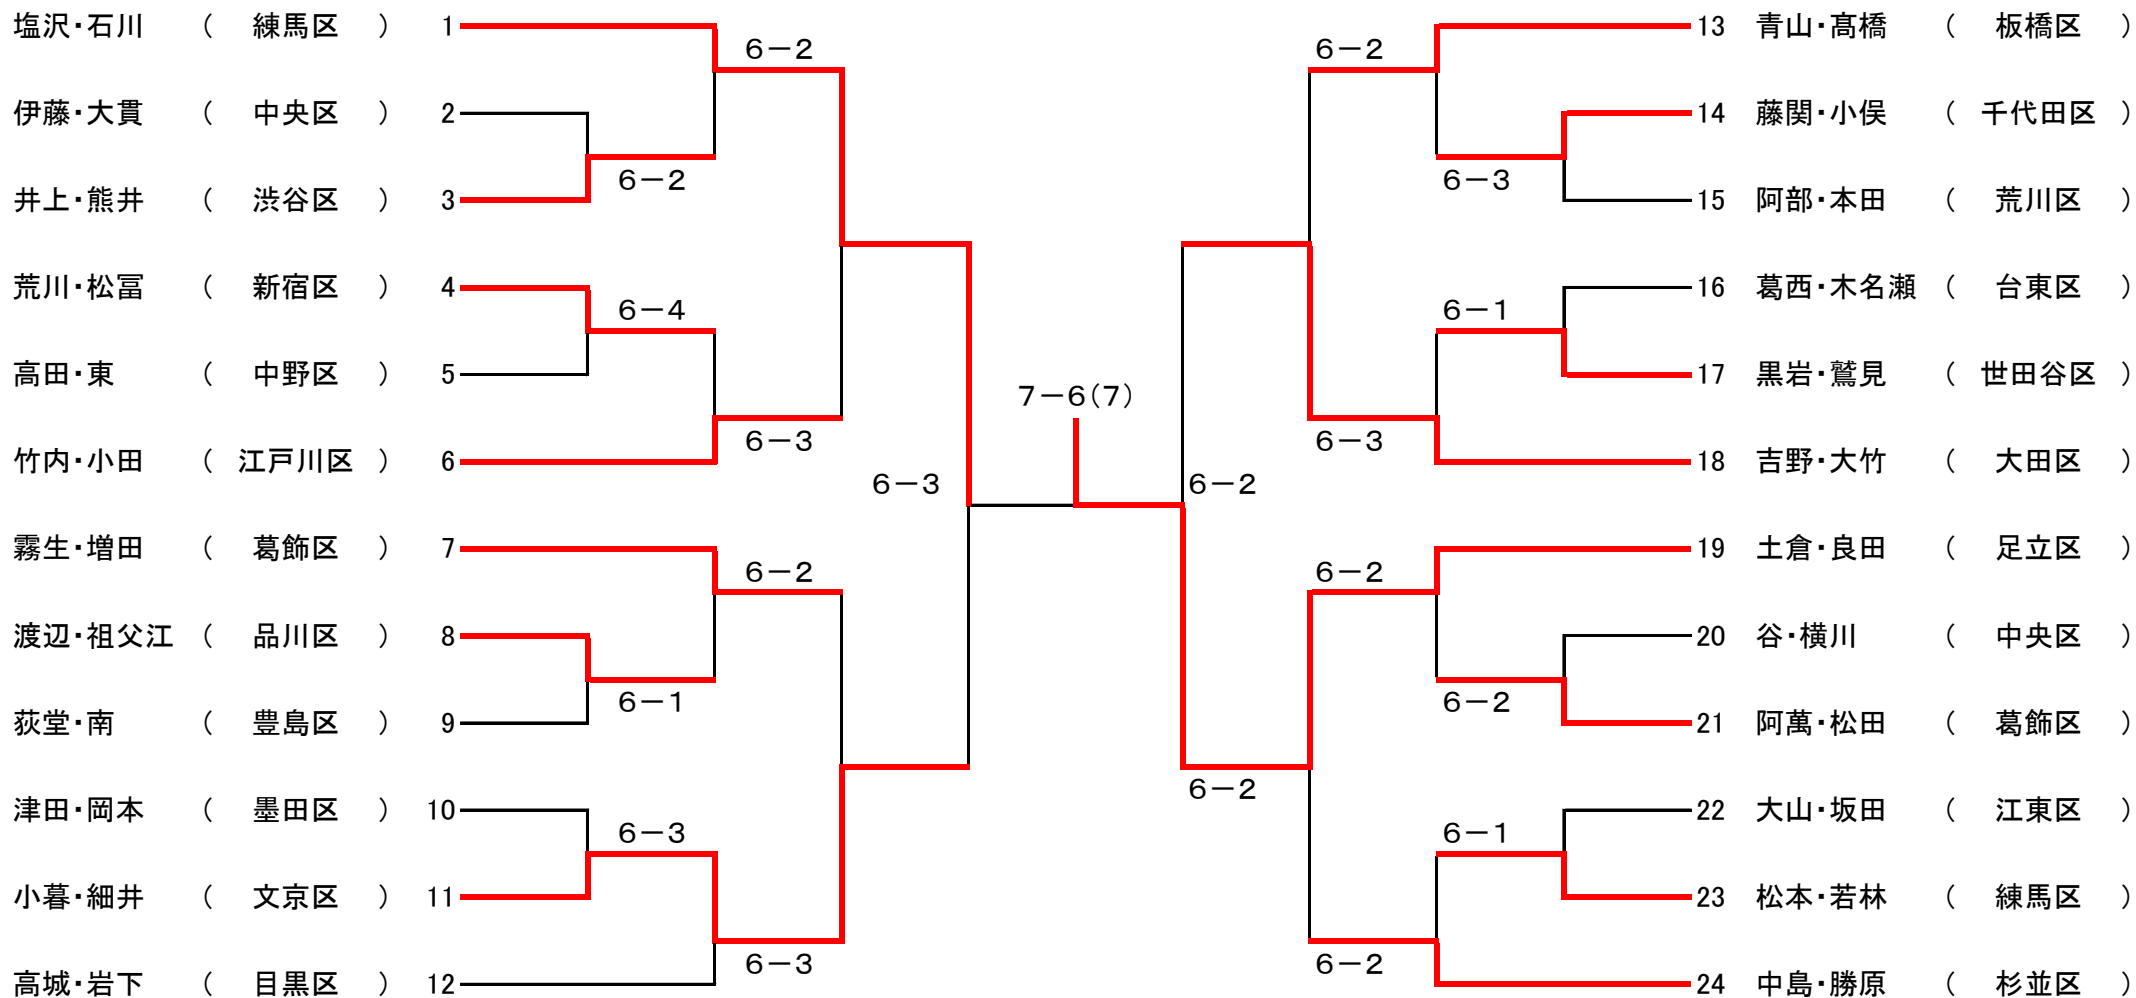 塩沢・石川 ( 練馬区 ) 1
6-2
6-2
13 青山・髙橋 ( 板橋区 )
伊藤・大貫 ( 中央区 ) 2
14 藤関・小俣 ( 千代田区 )
6-2
6-3
井上・熊井 ( 渋谷区 ) 3
15 阿部・本田 ( 荒川区 )
荒川・松冨 ( 新宿区 ) 4
16 葛西・木名瀬 ( 台東区 )
6-4
6-1
高田・東 ( 中野区 ) 5
17 黒岩・鷲見 ( 世田谷区 )
7-6(7)
6-3
6-3
竹内・小田 ( 江戸川区 ) 6
18 吉野・大竹 ( 大田区 )
6-3
6-2
霧生・増田 ( 葛飾区 ) 7
19 土倉・良田 ( 足立区 )
6-2
6-2
渡辺・祖父江 ( 品川区 ) 8
20 谷・横川 ( 中央区 )
6-1
6-2
荻堂・南 ( 豊島区 ) 9
21 阿萬・松田 ( 葛飾区 )
6-2
津田・岡本 ( 墨田区 ) 10
22 大山・坂田 ( 江東区 )
6-3
6-1
小暮・細井 ( 文京区 ) 11
23 松本・若林 ( 練馬区 )
6-3
6-2
高城・岩下 ( 目黒区 ) 12
24 中島・勝原 ( 杉並区 )